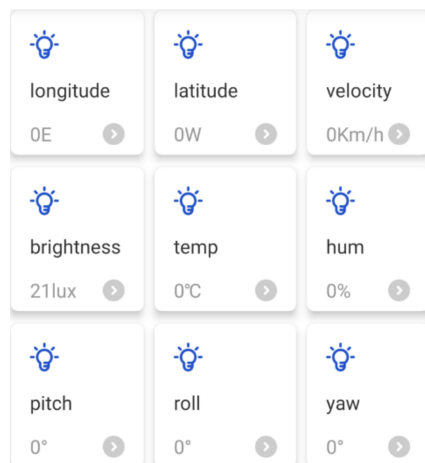 longitude latitude velocity
0E 0W 0Km/h
brightness temp hum
21lux 0℃ 0%
pitch roll yaw
0° 0° 0°